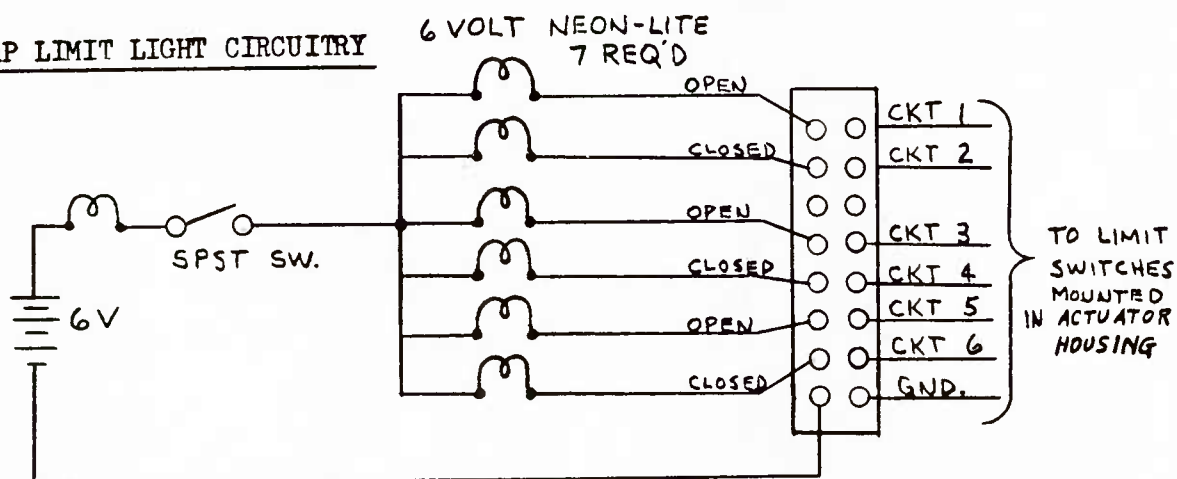 LIMIT LIGHT CIRCUITRY
6 VOLT NEON-LITE
7 REQ'D
OPEN
CKT 1
CLOSED
CKT 2
OPEN
CKT 3
CLOSED
CKT 4
OPEN
CKT 5
CLOSED
CKT 6
GND.
SPST SW.
6V
TO LIMIT
SWITCHES
MOUNTED
IN ACTUATOR
HOUSING